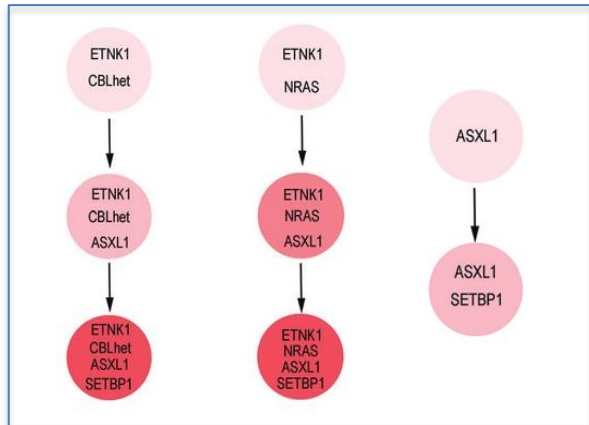 ETNK1
CBLhet
ETNK1
CBLhet
ASXL1
ETNK1
CBLhet
ASXL1
SETBP1
ETNK1
NRAS
ETNK1
NRAS
ASXL1
ETNK1
NRAS
ASXL1
SETBP1
ASXL1
ASXL1
SETBP1